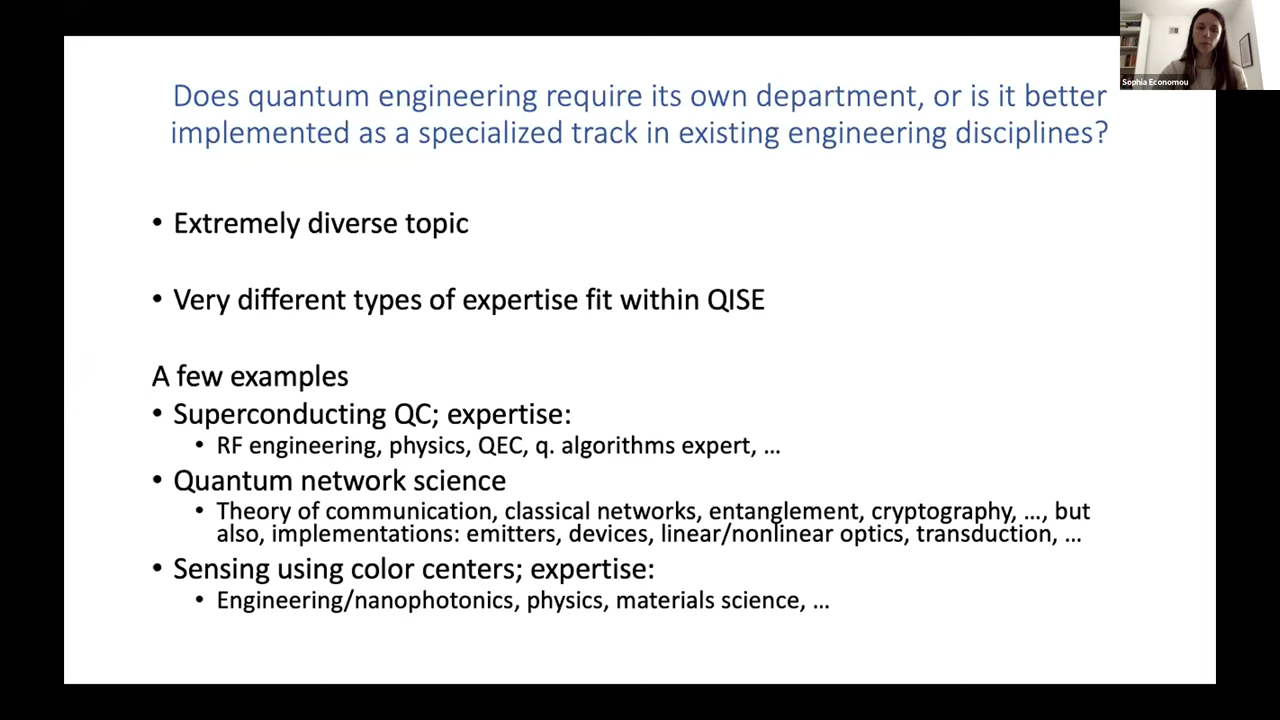 Sophia Economou
Does quantum engineering require its own department, or is it better
implemented as a specialized track in existing engineering disciplines?
• Extremely diverse topic
• Very different types of expertise fit within QISE
A few examples
• Superconducting QC; expertise:
• RF engineering, physics, QEC, q. algorithms expert, …
• Quantum network science
• Theory of communication, classical networks, entanglement, cryptography, …, but
also, implementations: emitters, devices, linear/nonlinear optics, transduction, …
• Sensing using color centers; expertise:
• Engineering/nanophotonics, physics, materials science, …